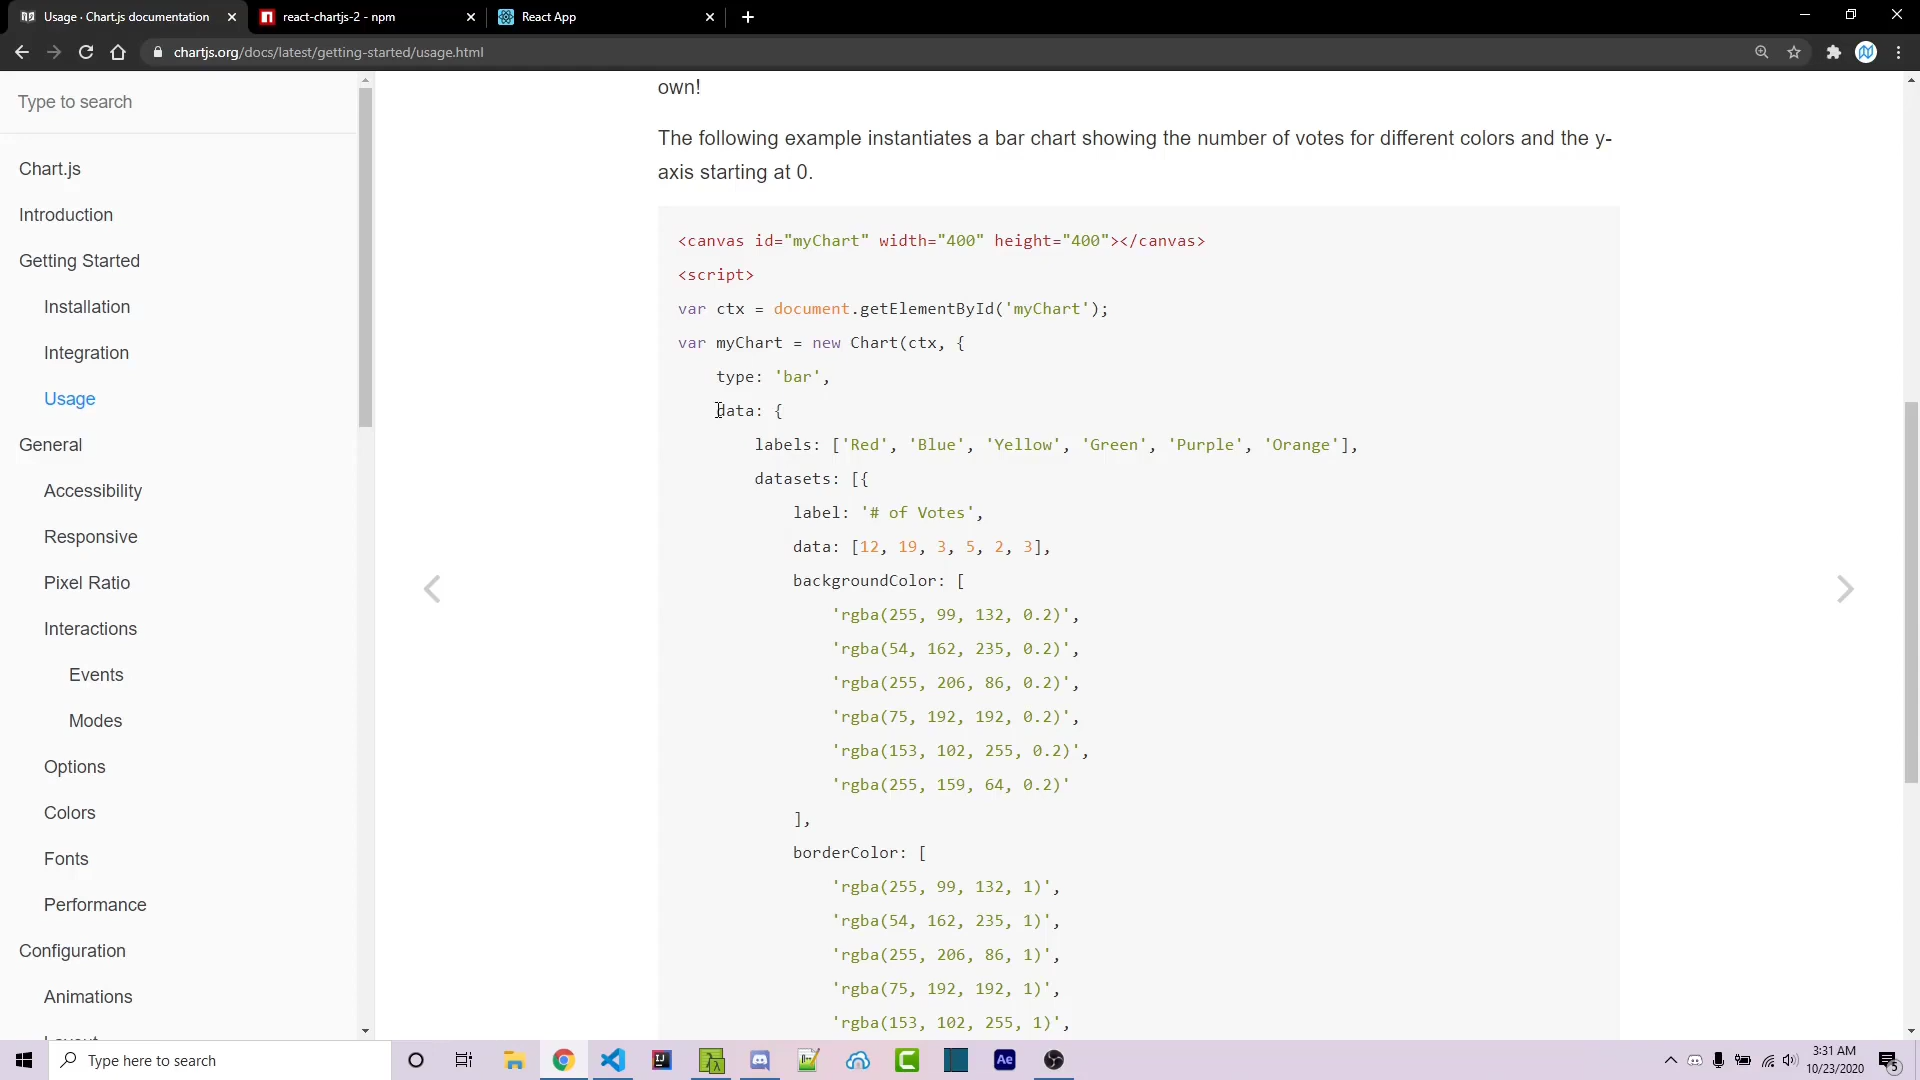 Usage · Chart.js documentation
react-chartjs-2 - npm
React App
chartjs.org/docs/latest/getting-started/usage.html
Type to search
Chart.js
Introduction
Getting Started
Installation
Integration
Usage
General
Accessibility
Responsive
Pixel Ratio
Interactions
Events
Modes
Options
Colors
Fonts
Performance
Configuration
Animations
own!
The following example instantiates a bar chart showing the number of votes for different colors and the y-
axis starting at 0.
<canvas id="myChart" width="400" height="400"></canvas>
<script>
var ctx = document.getElementById('myChart');
var myChart = new Chart(ctx, {
type: 'bar',
data: {
labels: ['Red', 'Blue', 'Yellow', 'Green', 'Purple', 'Orange'],
datasets: [{
label: '# of Votes',
data: [12, 19, 3, 5, 2, 3],
backgroundColor: [
'rgba(255, 99, 132, 0.2)',
'rgba(54, 162, 235, 0.2)',
'rgba(255, 206, 86, 0.2)',
'rgba(75, 192, 192, 0.2)',
'rgba(153, 102, 255, 0.2)',
'rgba(255, 159, 64, 0.2)'
],
borderColor: [
'rgba(255, 99, 132, 1)',
'rgba(54, 162, 235, 1)',
'rgba(255, 206, 86, 1)',
'rgba(75, 192, 192, 1)',
'rgba(153, 102, 255, 1)',
Type here to search
Ae
3:31 AM
10/23/2020
5